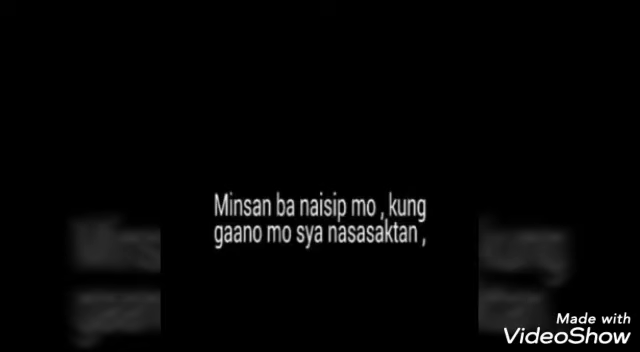 Minsan ba naisip mo , kung
gaano mo sya nasasaktan ,
Made with
VideoShow